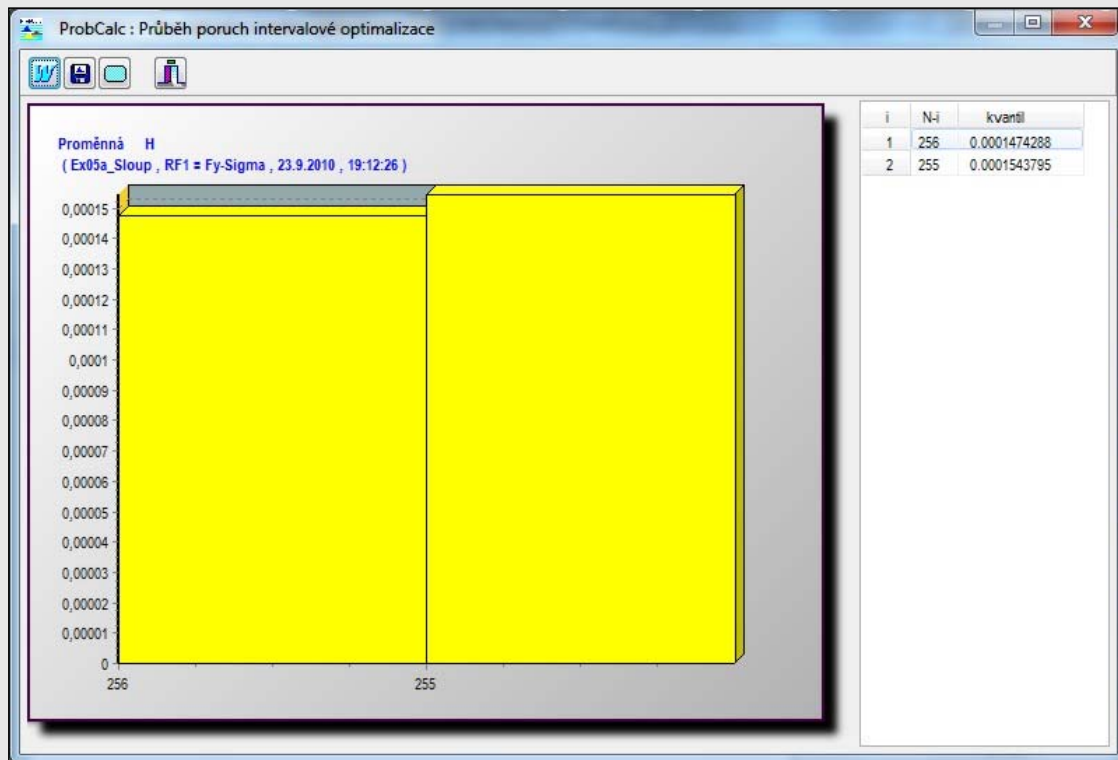 ProbCalc : Průběh poruch intervalové optimalizace
Proměnná H
( Ex05a_Sloup , RF1 = Fy-Sigma , 23.9.2010 , 19:12:26 )
0,00015
0,00014
0,00013
0,00012
0,00011
0,0001
0,00009
0,00008
0,00007
0,00006
0,00005
0,00004
0,00003
0,00002
0,00001
0
256 255
i N-i kvantil
1 256 0.0001474288
2 255 0.0001543795